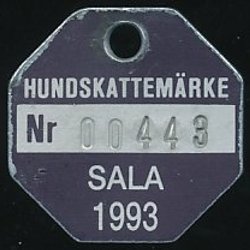 HUNDSKATTEMÄRKE
Nr 00443
SALA
1993